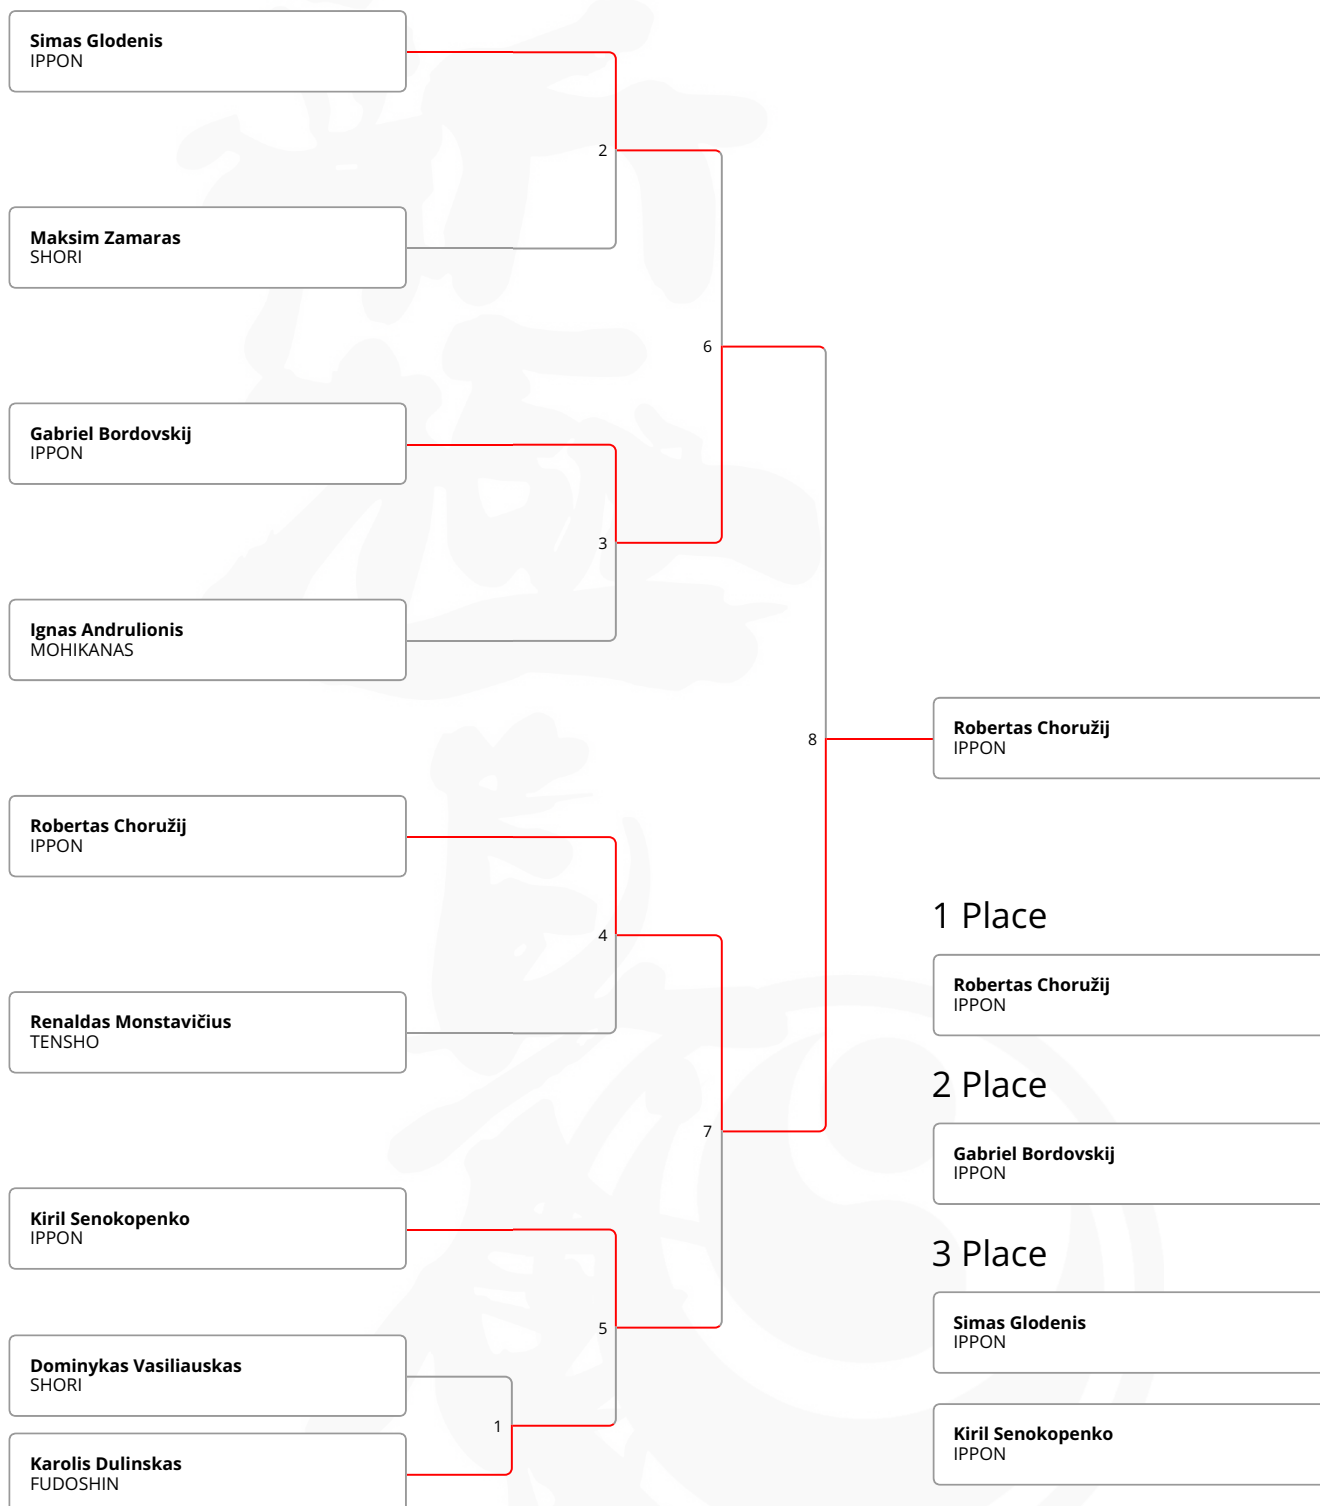 Simas Glodenis
IPPON
2
Maksim Zamaras
SHORI
6
Gabriel Bordovskij
IPPON
3
Ignas Andrulionis
MOHIKANAS
8
Robertas Choružij
IPPON
Robertas Choružij
IPPON
4
Renaldas Monstavičius
TENSHO
7
Kiril Senokopenko
IPPON
5
Dominykas Vasiliauskas
SHORI
1
Karolis Dulinskas
FUDOSHIN
1 Place
Robertas Choružij
IPPON
2 Place
Gabriel Bordovskij
IPPON
3 Place
Simas Glodenis
IPPON
Kiril Senokopenko
IPPON